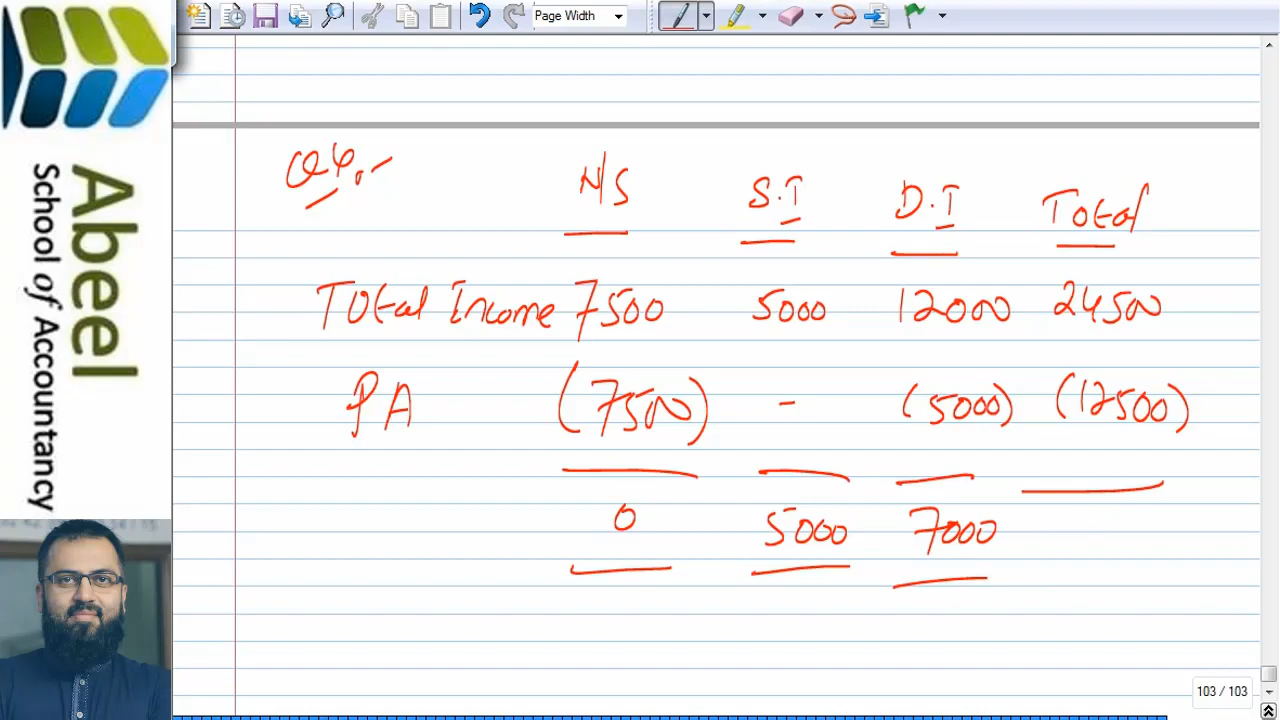 Page Width
Abeel
School of Accountancy
Q4.
N/S S.I D.I Total
Total Income 7500 5000 12000 24500
PA (7500) - (5000) (12500)
0 5000 7000
103 / 103